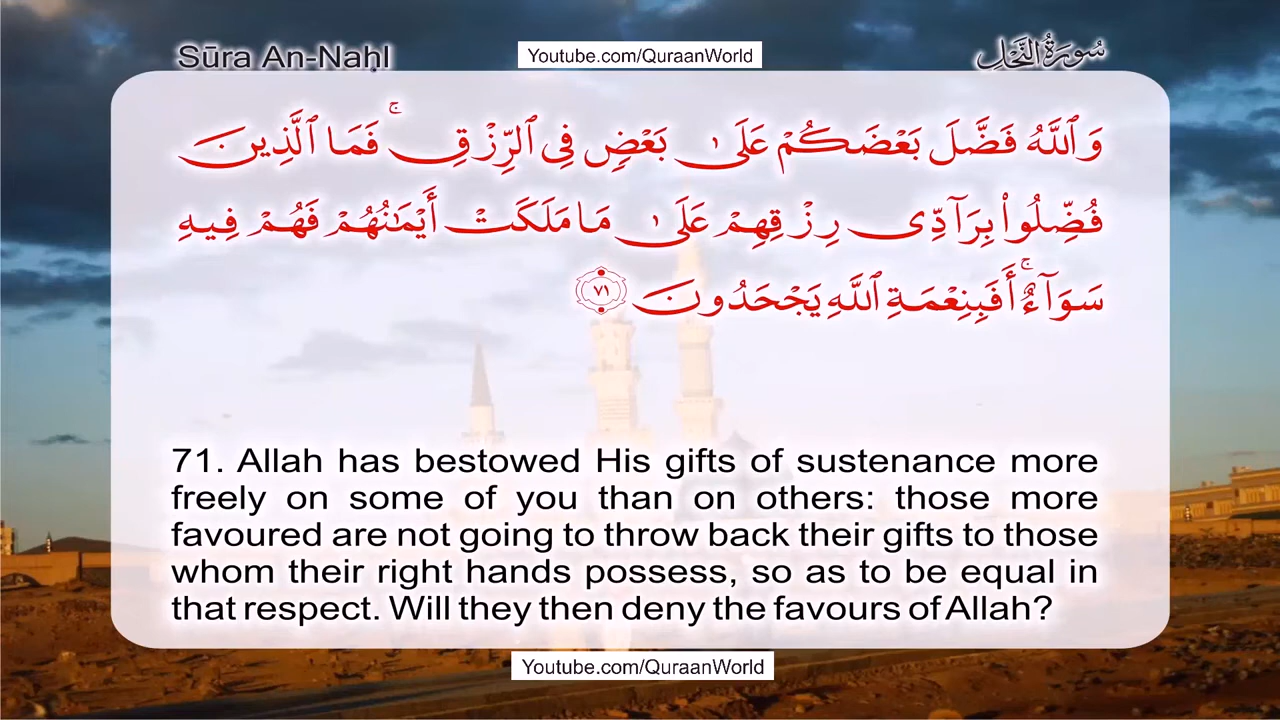 Sūra An-Naḥl
Youtube.com/QuraanWorld
سُورَةُ النَّحْلِ
وَٱللَّهُ فَضَّلَ بَعْضَكُمْ عَلَىٰ بَعْضٍ فِى ٱلرِّزْقِ ۚ فَمَا ٱلَّذِينَ
فُضِّلُوا۟ بِرَآدِّى رِزْقِهِمْ عَلَىٰ مَا مَلَكَتْ أَيْمَـٰنُهُمْ فَهُمْ فِيهِ
سَوَآءٌ ۚ أَفَبِنِعْمَةِ ٱللَّهِ يَجْحَدُونَ ٧١
71. Allah has bestowed His gifts of sustenance more
freely on some of you than on others: those more
favoured are not going to throw back their gifts to those
whom their right hands possess, so as to be equal in
that respect. Will they then deny the favours of Allah?
Youtube.com/QuraanWorld